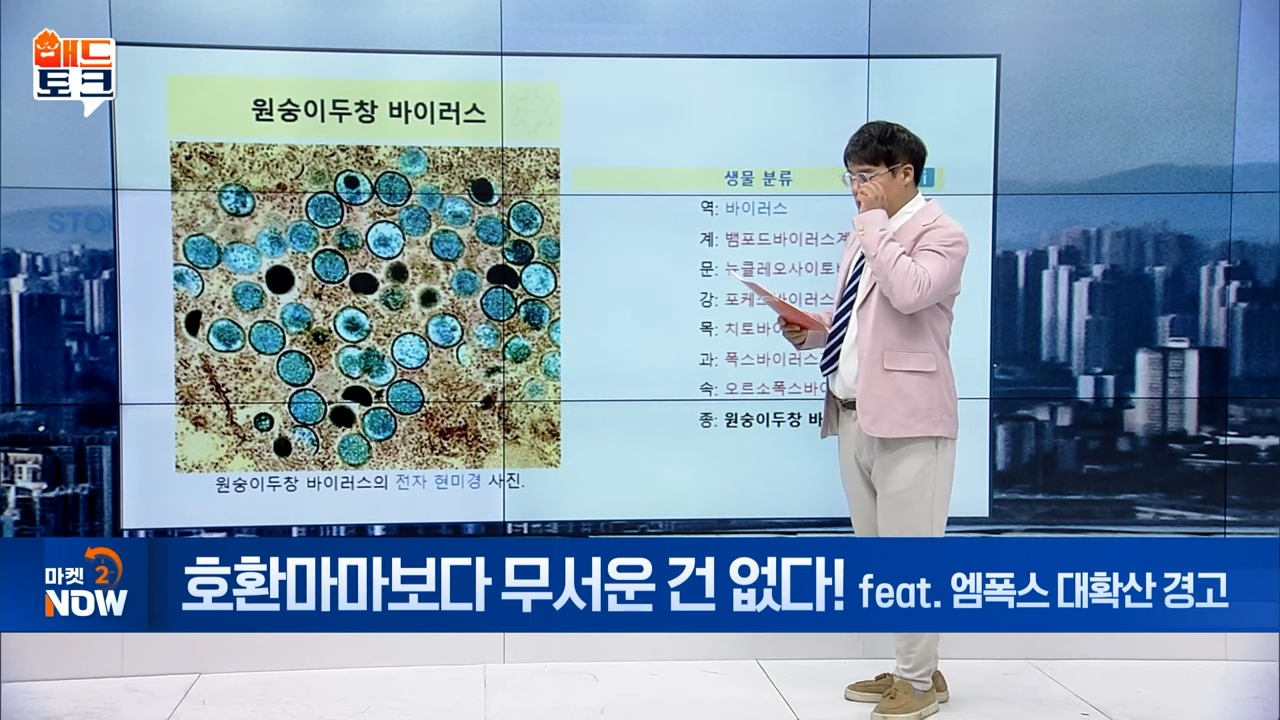 매드
토크
원숭이두창 바이러스
생물 분류
역: 바이러스
계: 뱀포드바이러스계
문: 뉴클레오사이토
강: 포케
목: 치토바이
과: 폭스바이러스
속: 오르소폭스바이
종: 원숭이두창 바
원숭이두창 바이러스의 전자 현미경 사진.
마켓 2
NOW
호환마마보다 무서운 건 없다! feat. 엠폭스 대확산 경고